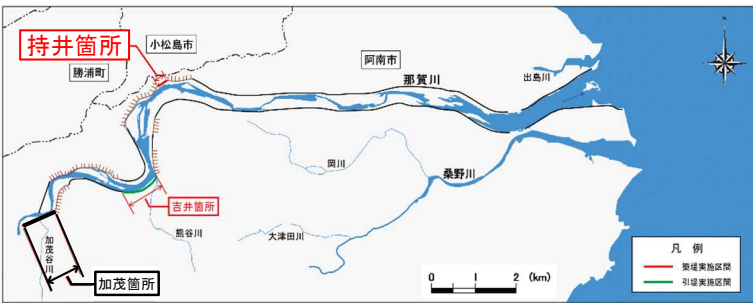 持井箇所
小松島市
勝浦町
阿南市
那賀川
出島川
岡川
桑野川
吉井箇所
熊谷川
大津田川
加茂谷川
加茂箇所
0 1 2 (km)
凡 例
築堤実施区間
引堤実施区間